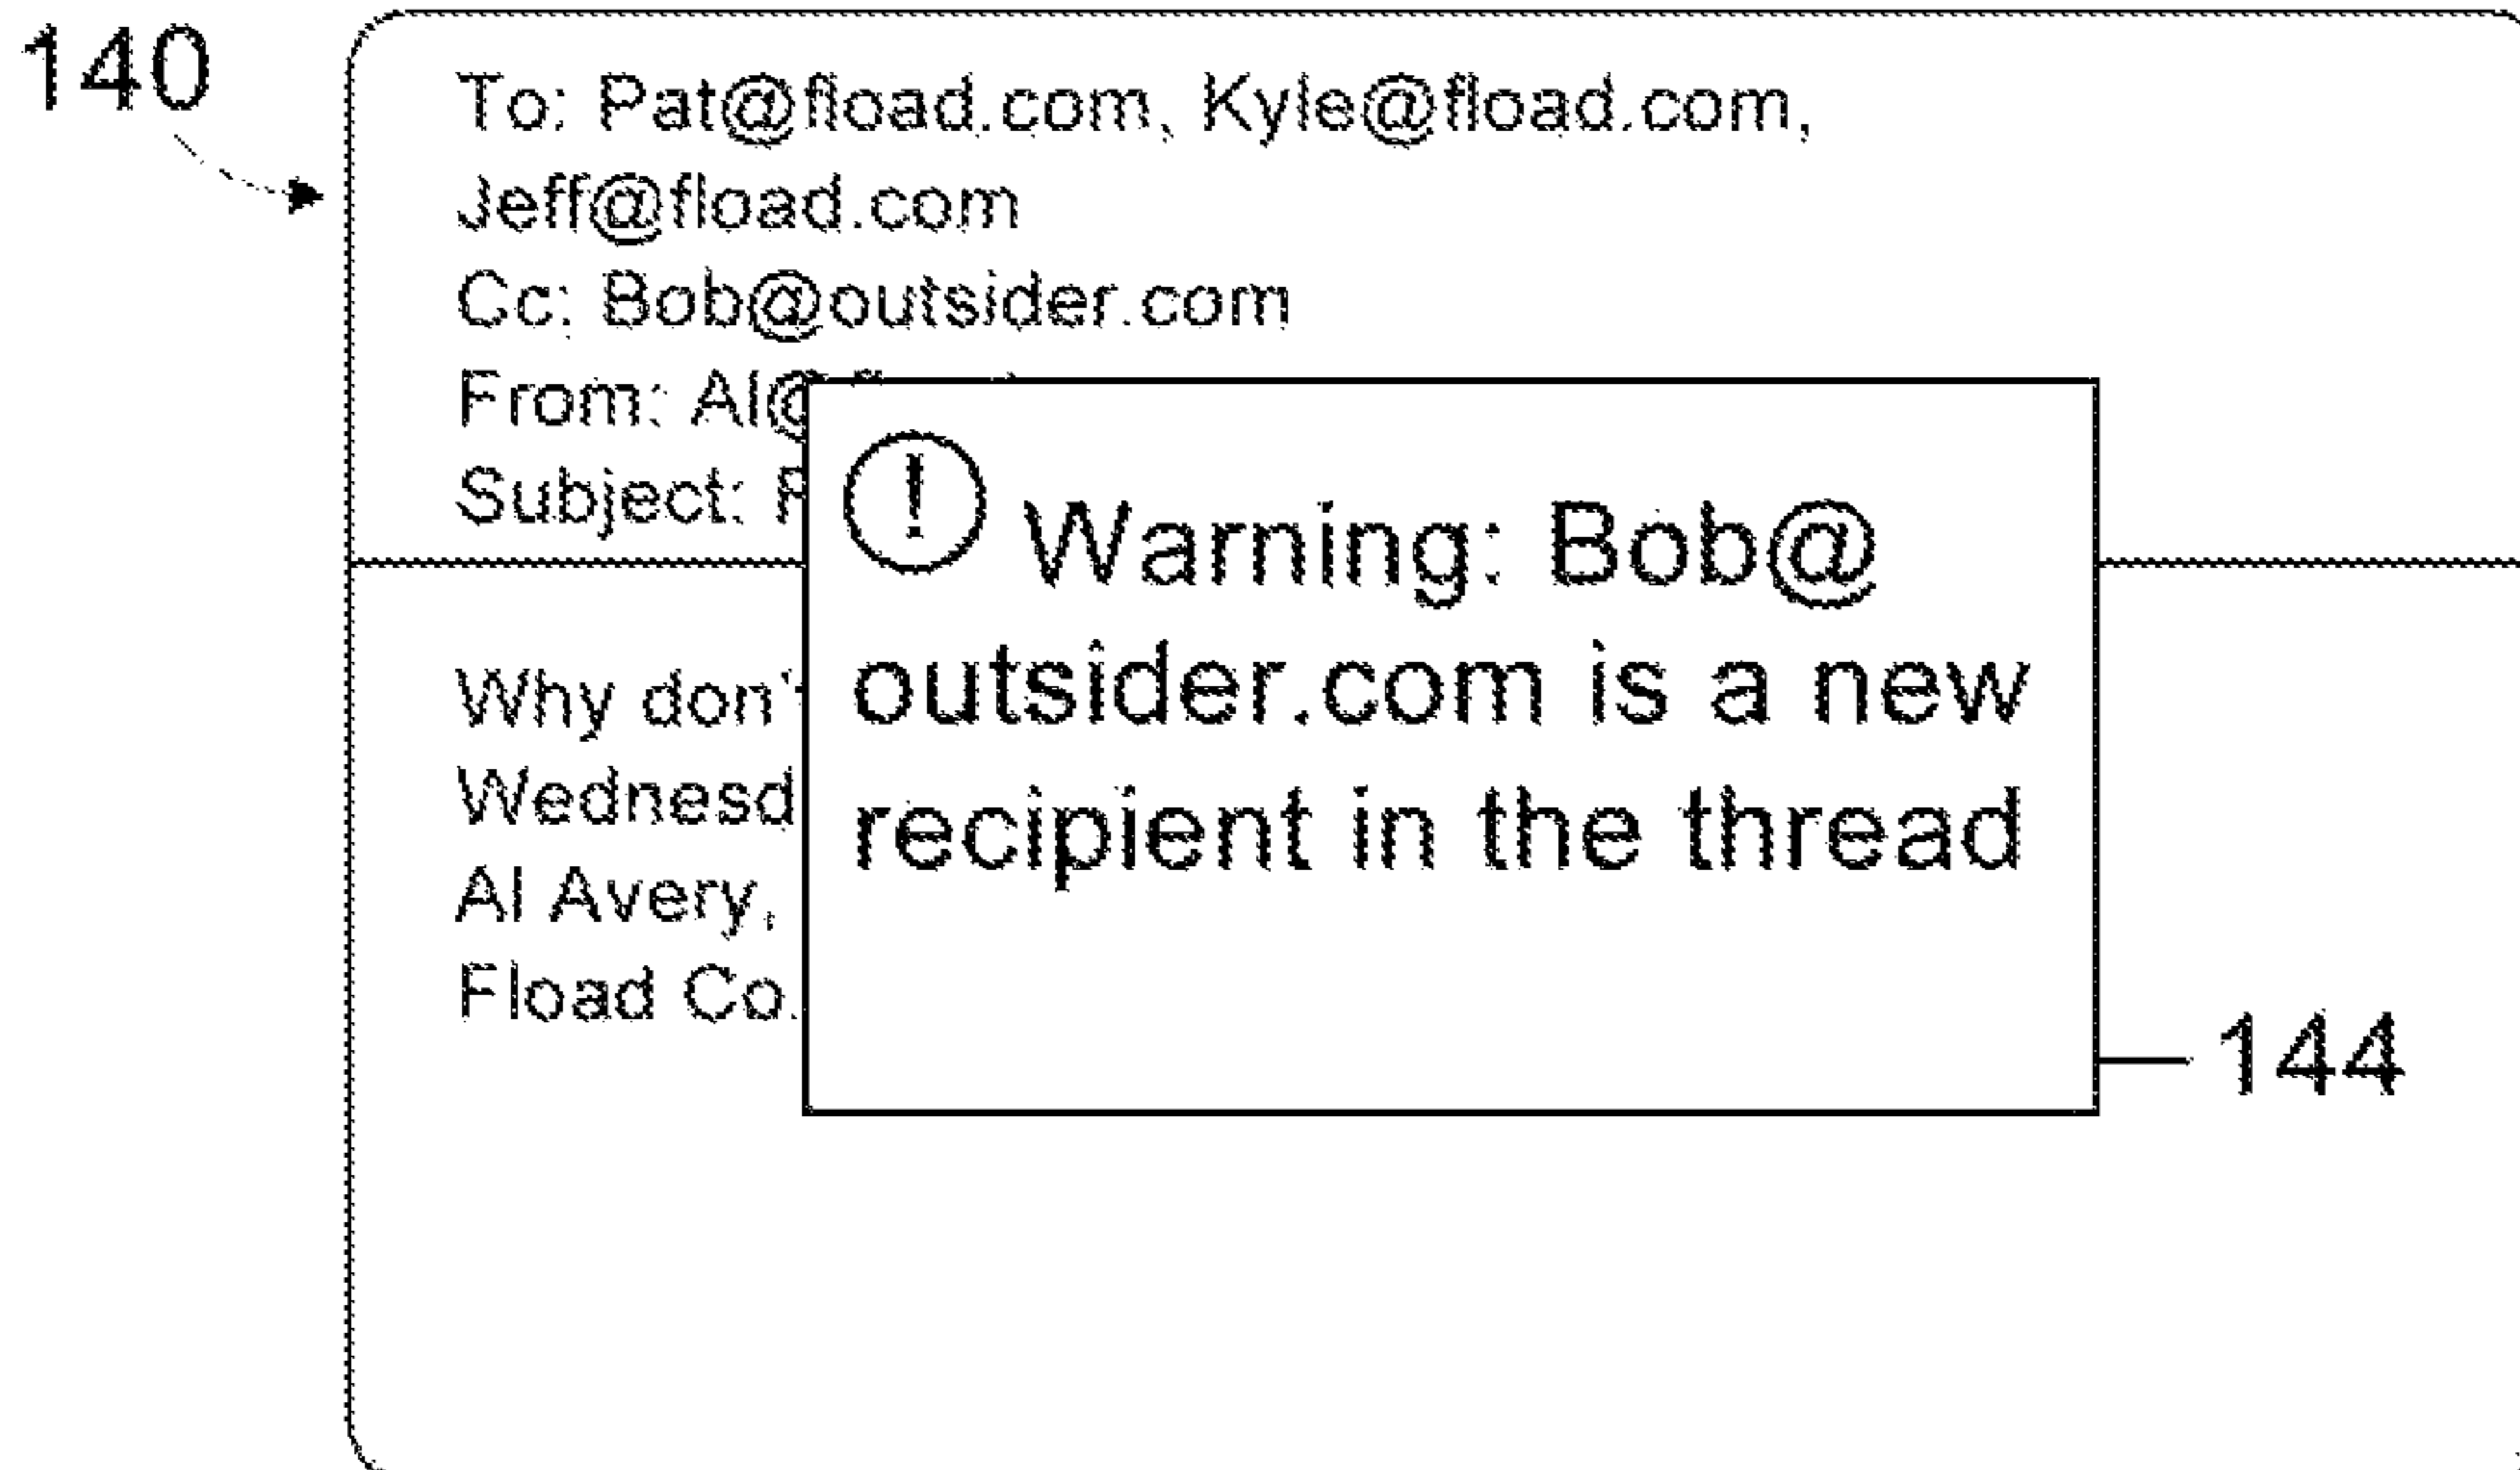 140
To: Pat@fload.com, Kyle@fload.com,
Jeff@fload.com
Cc: Bob@outsider.com
From: Al@
Subject:
! Warning: Bob@
outsider.com is a new
recipient in the thread
Why don'
Wednesd
Al Avery,
Fload Co.
144